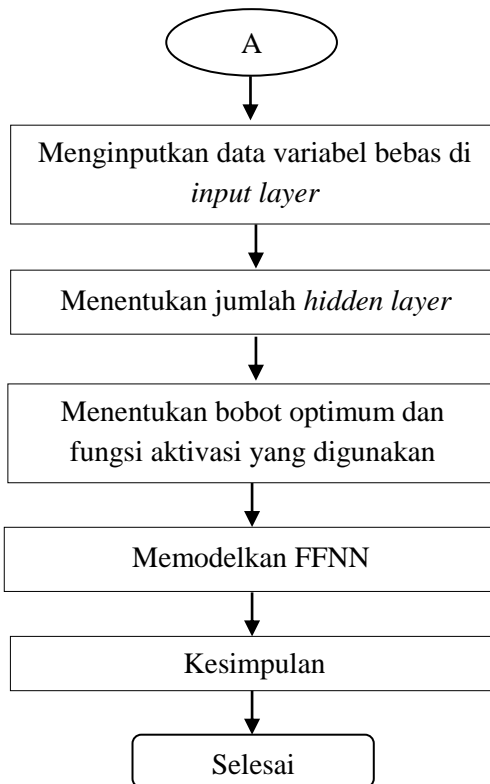 A
Menginputkan data variabel bebas di
input layer
Menentukan jumlah hidden layer
Menentukan bobot optimum dan
fungsi aktivasi yang digunakan
Memodelkan FFNN
Kesimpulan
Selesai